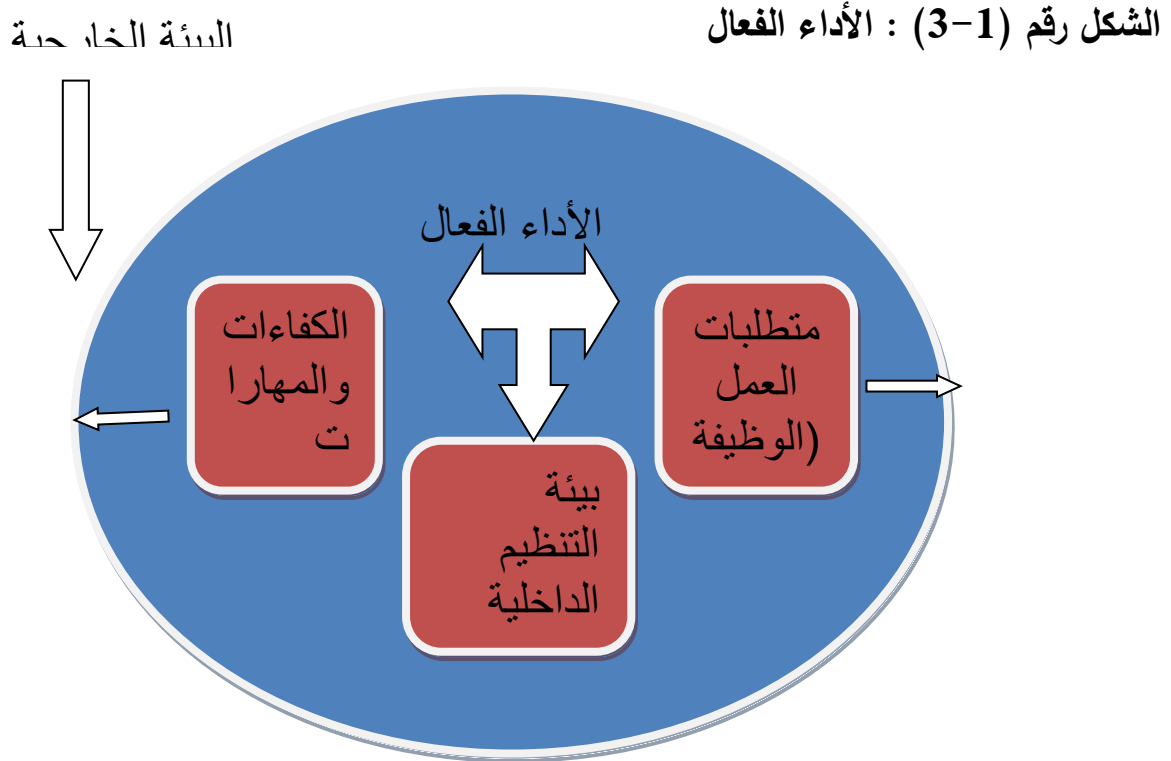 الشكل رقم (1-3) : الأداء الفعال
البيئة الخارجية
الأداء الفعال
متطلبات
العمل
(الوظيفة
الكفاءات
والمهارا
ت
بيئة
التنظيم
الداخلية